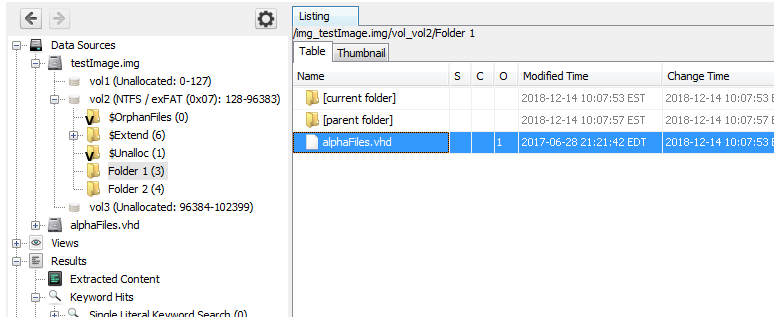 Data Sources
testImage.img
vol1 (Unallocated: 0-127)
vol2 (NTFS / exFAT (0x07): 128-96383)
$OrphanFiles (0)
$Extend (6)
$Unalloc (1)
Folder 1 (3)
Folder 2 (4)
vol3 (Unallocated: 96384-102399)
alphaFiles.vhd
Views
Results
Extracted Content
Keyword Hits
Single Literal Keyword Search (0)
Listing
/img_testImage.img/vol_vol2/Folder 1
Table Thumbnail
Name S C O Modified Time Change Time
[current folder] 2018-12-14 10:07:53 EST 2018-12-14 10:07:53
[parent folder] 2018-12-14 10:07:57 EST 2018-12-14 10:07:57
alphaFiles.vhd 1 2017-06-28 21:21:42 EDT 2018-12-14 10:07:53